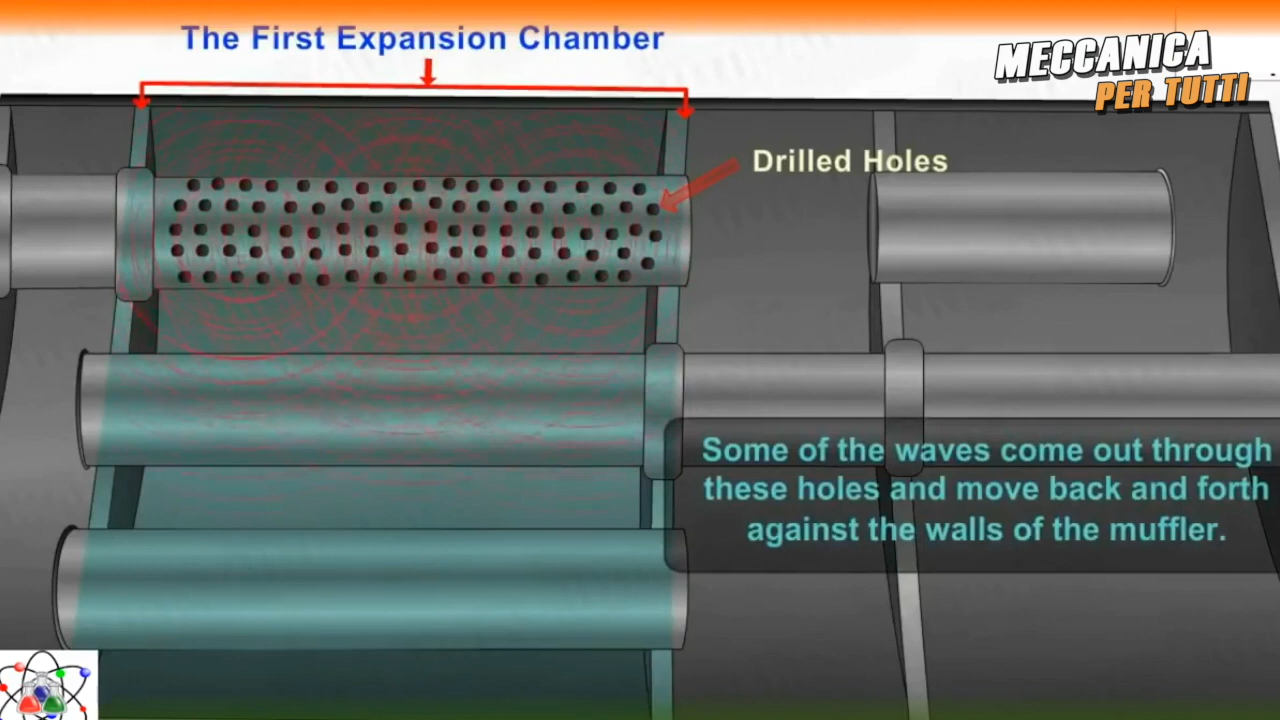 The First Expansion Chamber
MECCANICA
PER TUTTI
Drilled Holes
Some of the waves come out through
these holes and move back and forth
against the walls of the muffler.